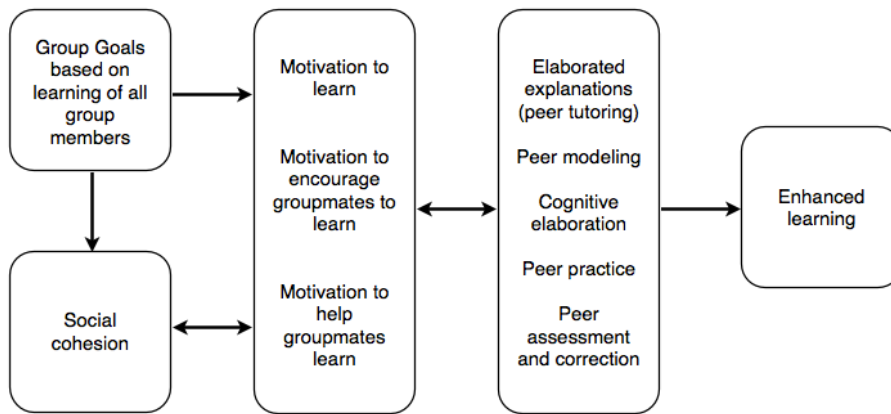 Group Goals
based on
learning of all
group
members
Social
cohesion
Motivation to
learn
Motivation to
encourage
groupmates to
learn
Motivation to
help
groupmates
learn
Elaborated
explanations
(peer tutoring)
Peer modeling
Cognitive
elaboration
Peer practice
Peer
assessment
and correction
Enhanced
learning